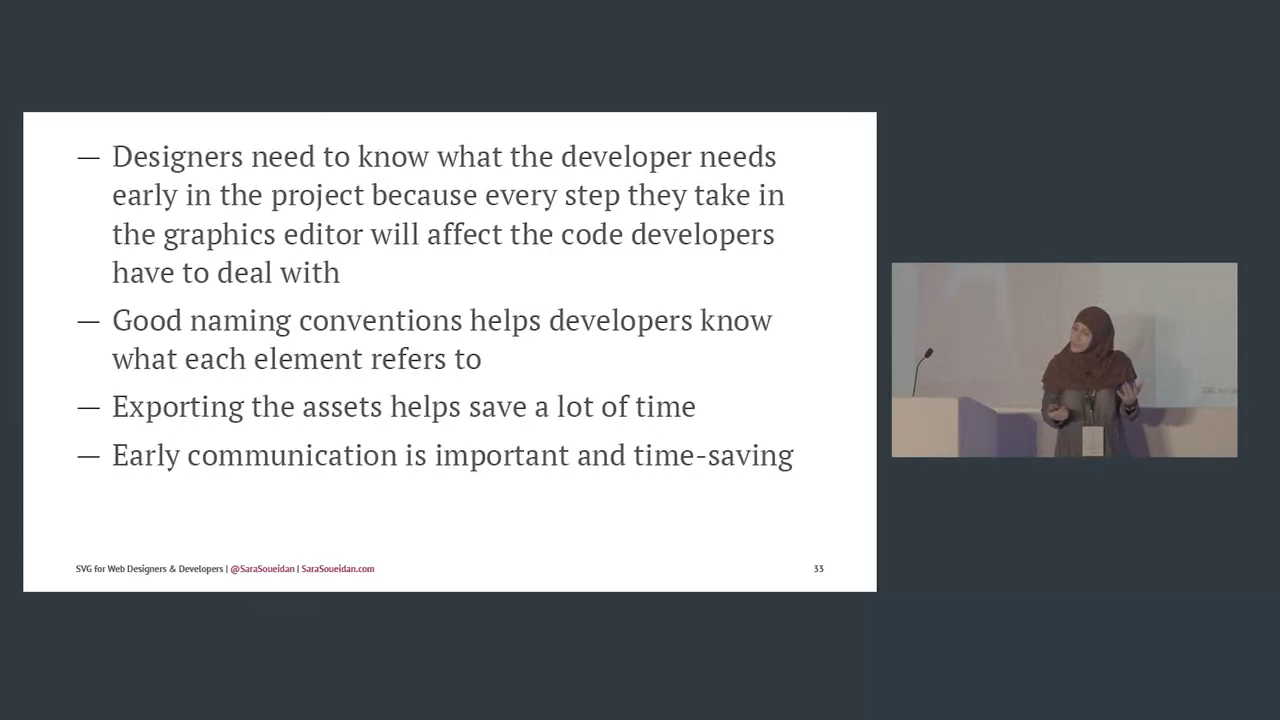 — Designers need to know what the developer needs
early in the project because every step they take in
the graphics editor will affect the code developers
have to deal with
— Good naming conventions helps developers know
what each element refers to
— Exporting the assets helps save a lot of time
— Early communication is important and time-saving
SVG for Web Designers & Developers | @SaraSoueidan | SaraSoueidan.com
33